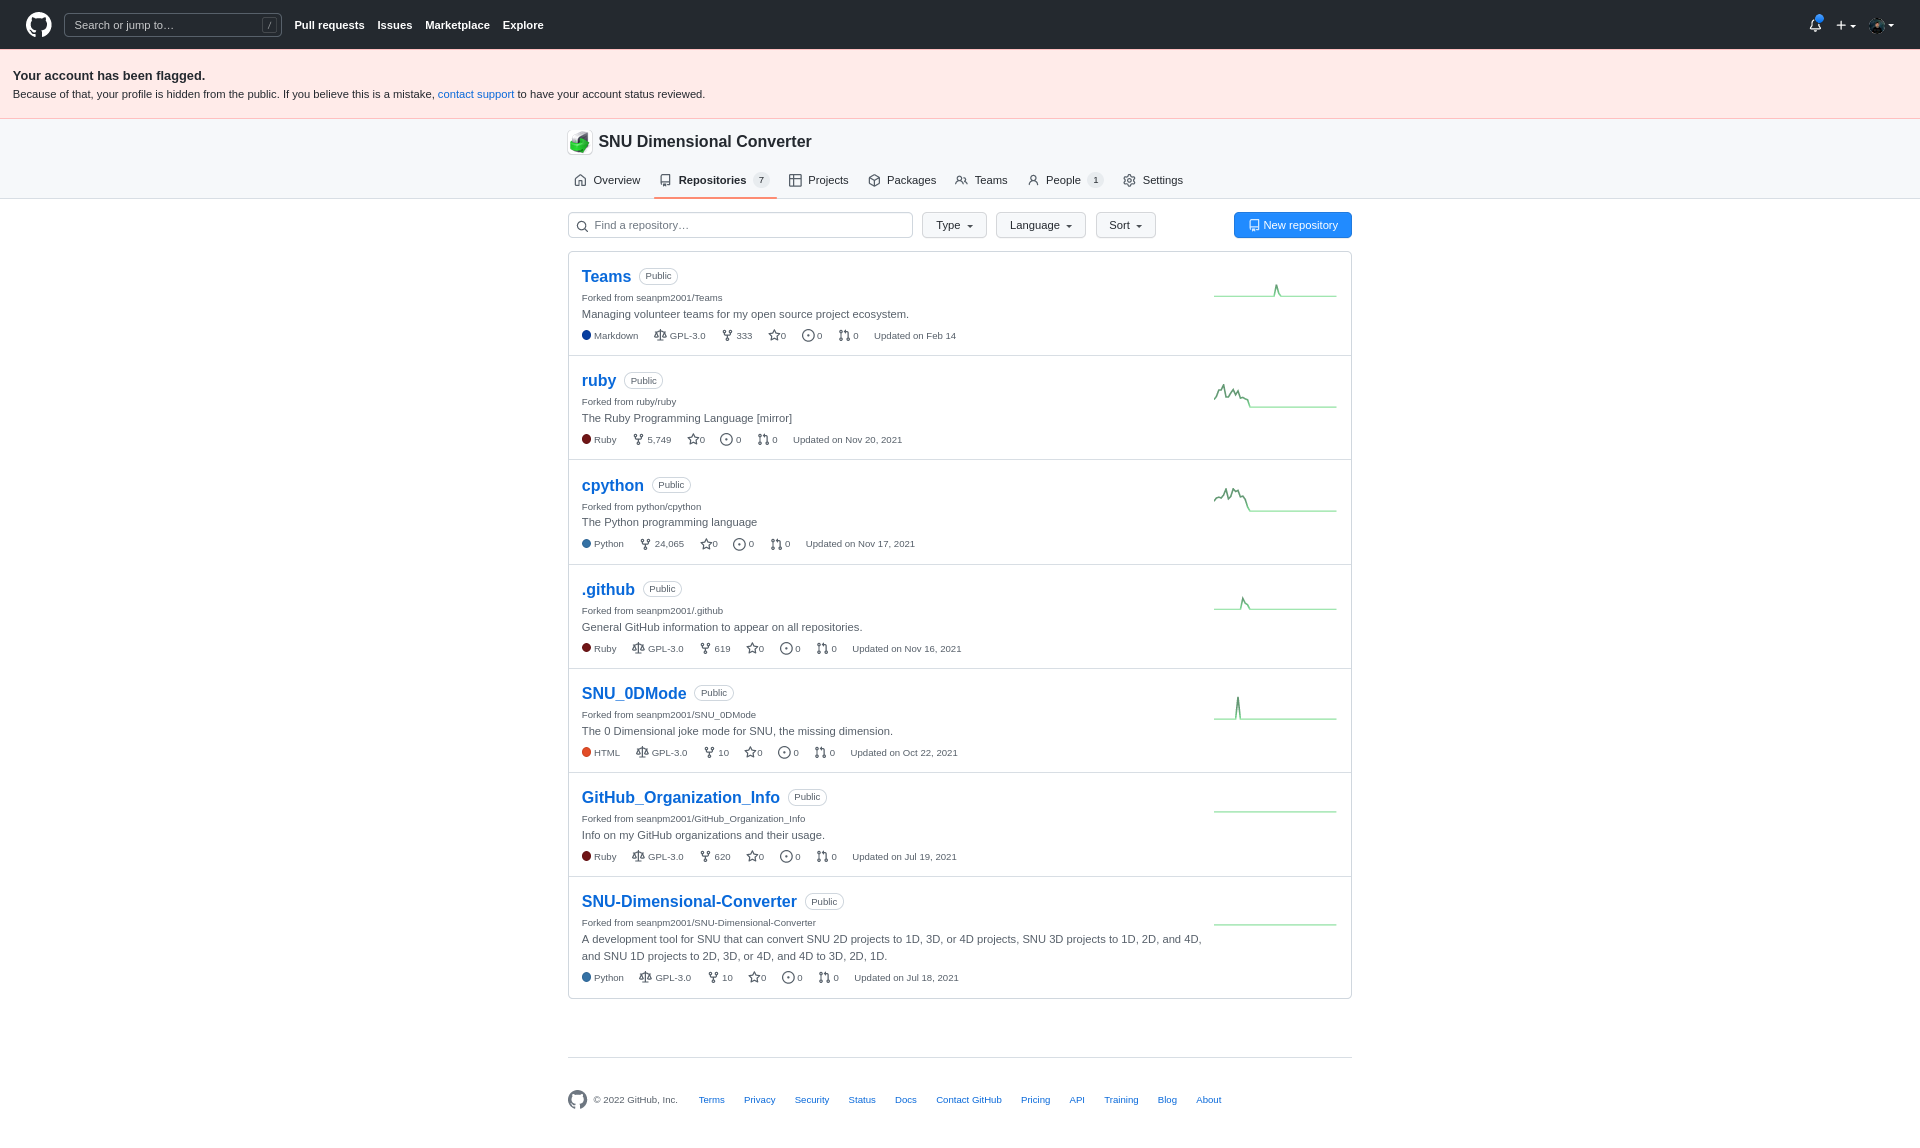 Search or jump to… /
Pull requests Issues Marketplace Explore
Your account has been flagged.
Because of that, your profile is hidden from the public. If you believe this is a mistake, contact support to have your account status reviewed.
SNU Dimensional Converter
Overview Repositories 7 Projects Packages Teams People 1 Settings
Find a repository… Type Language Sort New repository
Teams Public
Forked from seanpm2001/Teams
Managing volunteer teams for my open source project ecosystem.
Markdown GPL-3.0 333 0 0 0 Updated on Feb 14
ruby Public
Forked from ruby/ruby
The Ruby Programming Language [mirror]
Ruby 5,749 0 0 0 Updated on Nov 20, 2021
cpython Public
Forked from python/cpython
The Python programming language
Python 24,065 0 0 0 Updated on Nov 17, 2021
.github Public
Forked from seanpm2001/.github
General GitHub information to appear on all repositories.
Ruby GPL-3.0 619 0 0 0 Updated on Nov 16, 2021
SNU_0DMode Public
Forked from seanpm2001/SNU_0DMode
The 0 Dimensional joke mode for SNU, the missing dimension.
HTML GPL-3.0 10 0 0 0 Updated on Oct 22, 2021
GitHub_Organization_Info Public
Forked from seanpm2001/GitHub_Organization_Info
Info on my GitHub organizations and their usage.
Ruby GPL-3.0 620 0 0 0 Updated on Jul 19, 2021
SNU-Dimensional-Converter Public
Forked from seanpm2001/SNU-Dimensional-Converter
A development tool for SNU that can convert SNU 2D projects to 1D, 3D, or 4D projects, SNU 3D projects to 1D, 2D, and 4D,
and SNU 1D projects to 2D, 3D, or 4D, and 4D to 3D, 2D, 1D.
Python GPL-3.0 10 0 0 0 Updated on Jul 18, 2021
© 2022 GitHub, Inc. Terms Privacy Security Status Docs Contact GitHub Pricing API Training Blog About